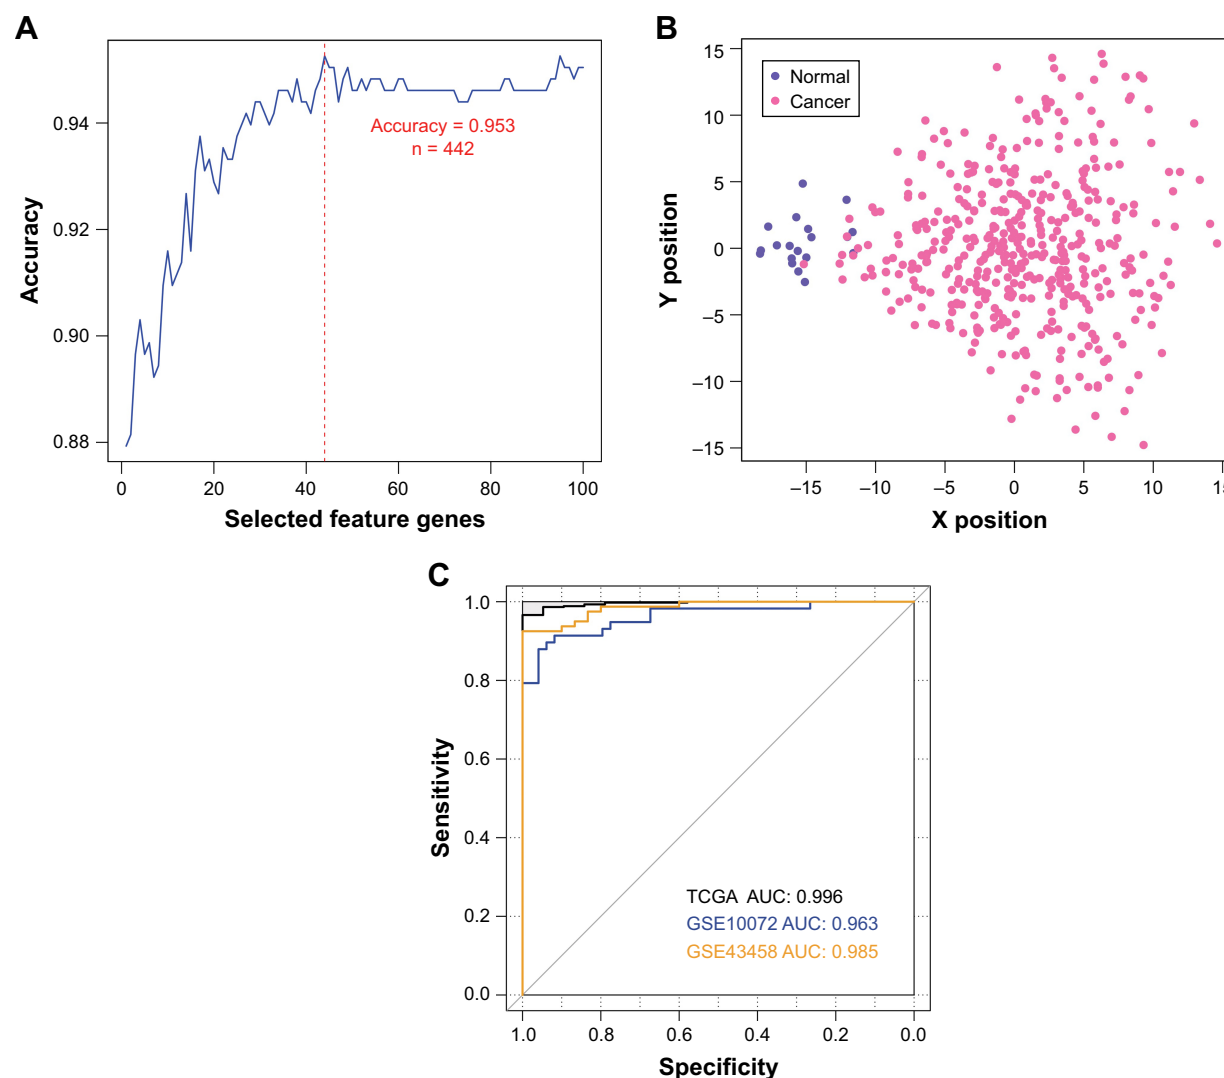 A
Accuracy
0.94
0.92
0.90
0.88
Accuracy = 0.953
n = 442
0 20 40 60 80 100
Selected feature genes
B
Y position
15
10
5
0
–5
–10
–15
Normal
Cancer
–15 –10 –5 0 5 10
X position
C
Sensitivity
1.0
0.8
0.6
0.4
0.2
0.0
TCGA AUC: 0.996
GSE10072 AUC: 0.963
GSE43458 AUC: 0.985
1.0 0.8 0.6 0.4 0.2 0.0
Specificity